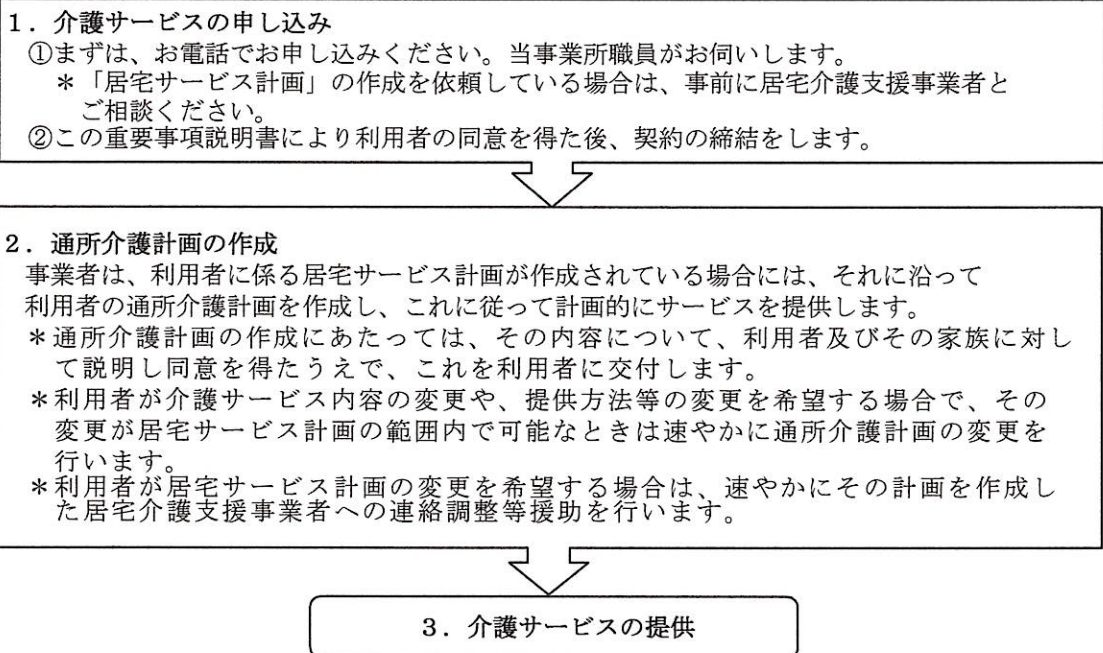 １．介護サービスの申し込み
①まずは、お電話でお申し込みください。当事業所職員がお伺いします。
＊「居宅サービス計画」の作成を依頼している場合は、事前に居宅介護支援事業者と
ご相談ください。
②この重要事項説明書により利用者の同意を得た後、契約の締結をします。
２．通所介護計画の作成
事業者は、利用者に係る居宅サービス計画が作成されている場合には、それに沿って
利用者の通所介護計画を作成し、これに従って計画的にサービスを提供します。
＊通所介護計画の作成にあたっては、その内容について、利用者及びその家族に対し
て説明し同意を得たうえで、これを利用者に交付します。
＊利用者が介護サービス内容の変更や、提供方法等の変更を希望する場合で、その
変更が居宅サービス計画の範囲内で可能なときは速やかに通所介護計画の変更を
行います。
＊利用者が居宅サービス計画の変更を希望する場合は、速やかにその計画を作成し
た居宅介護支援事業者への連絡調整等援助を行います。
３．介護サービスの提供